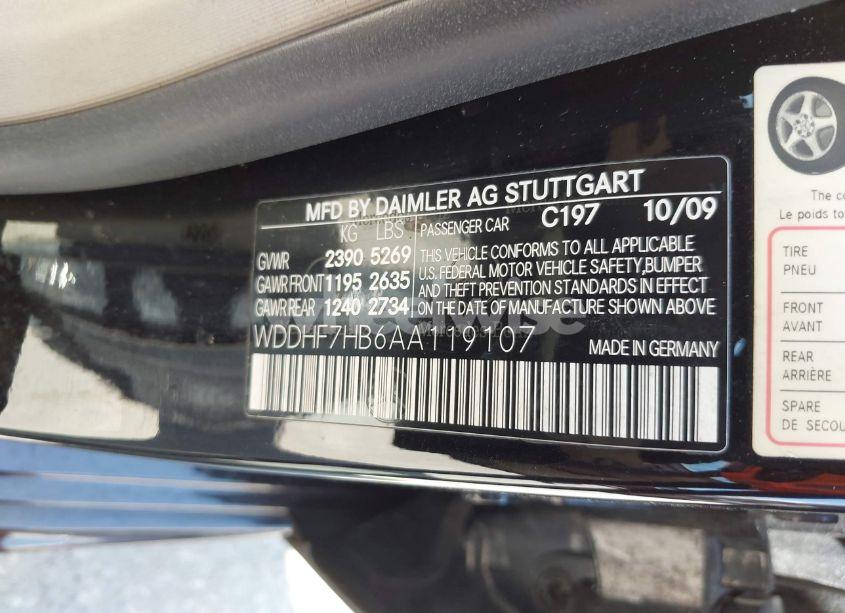 MFD BY DAIMLER AG STUTTGART
KG LBS PASSENGER CAR C197 10/09
GVWR 2390 5269
GAWR FRONT 1195 2635
GAWR REAR 1240 2734
THIS VEHICLE CONFORMS TO ALL APPLICABLE
U.S. FEDERAL MOTOR VEHICLE SAFETY, BUMPER
AND THEFT PREVENTION STANDARDS IN EFFECT
ON THE DATE OF MANUFACTURE SHOWN ABOVE
WDDHF7HB6AA119107 MADE IN GERMANY
The co
Le poids to
TIRE
PNEU
FRONT
AVANT
REAR
ARRIÈRE
SPARE
DE SECOU